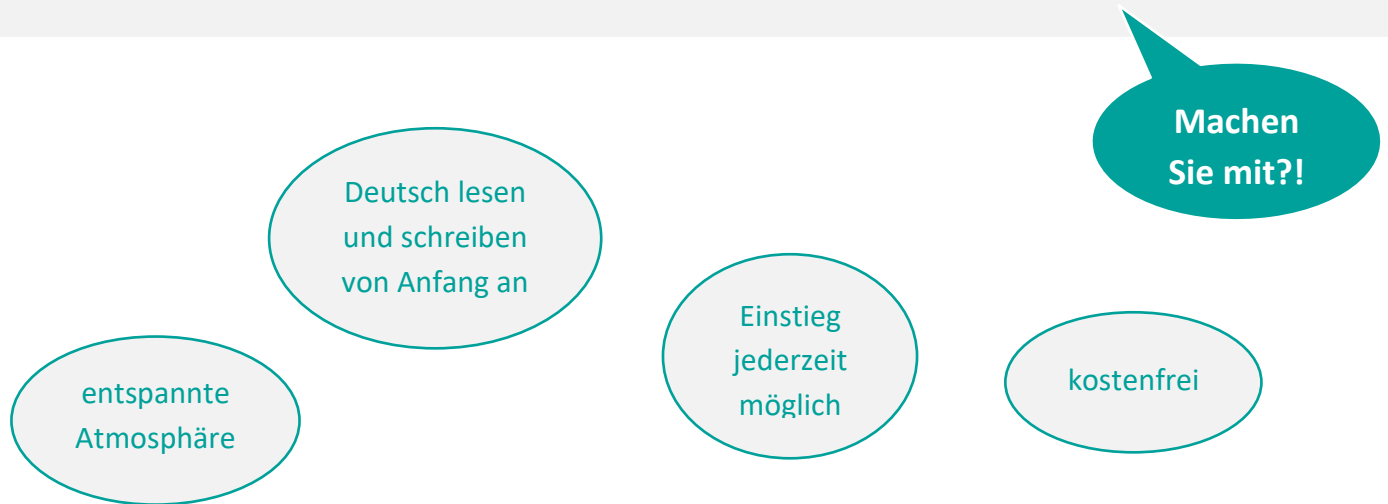 Machen
Sie mit?!
Deutsch lesen
und schreiben
von Anfang an
Einstieg
jederzeit
möglich
kostenfrei
entspannte
Atmosphäre